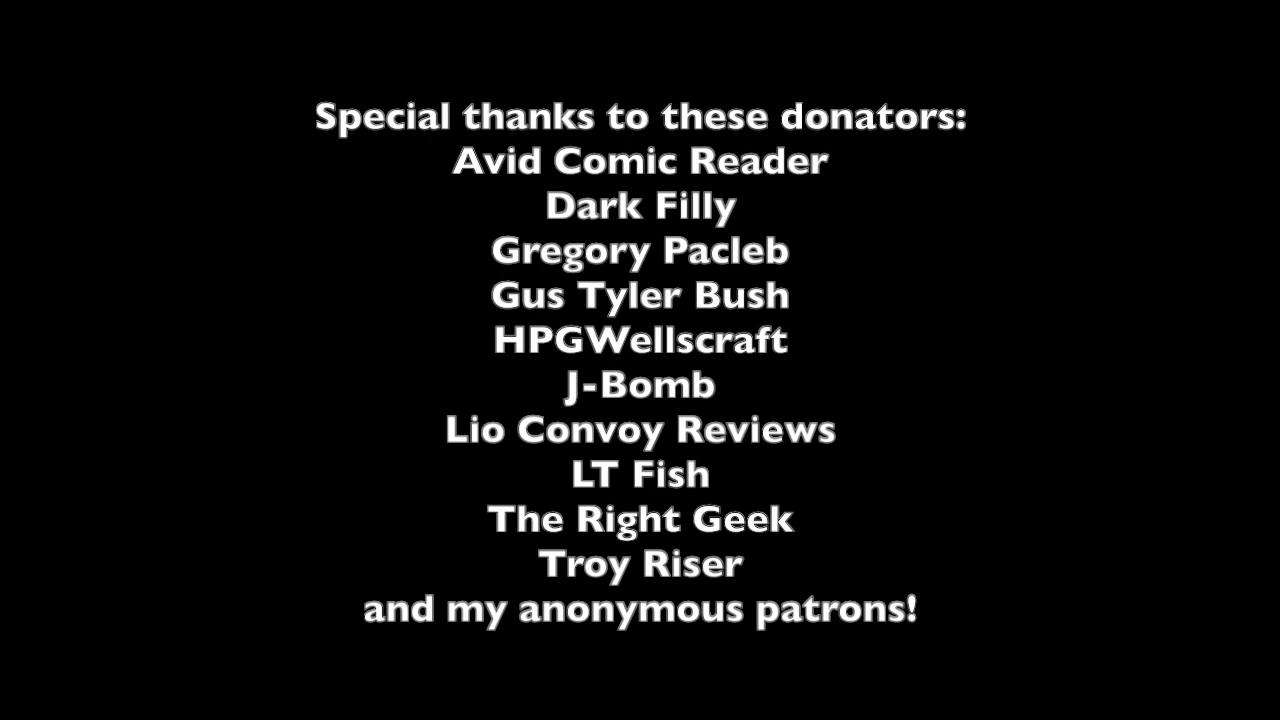 Special thanks to these donators:
Avid Comic Reader
Dark Filly
Gregory Pacleb
Gus Tyler Bush
HPGWellscraft
J-Bomb
Lio Convoy Reviews
LT Fish
The Right Geek
Troy Riser
and my anonymous patrons!